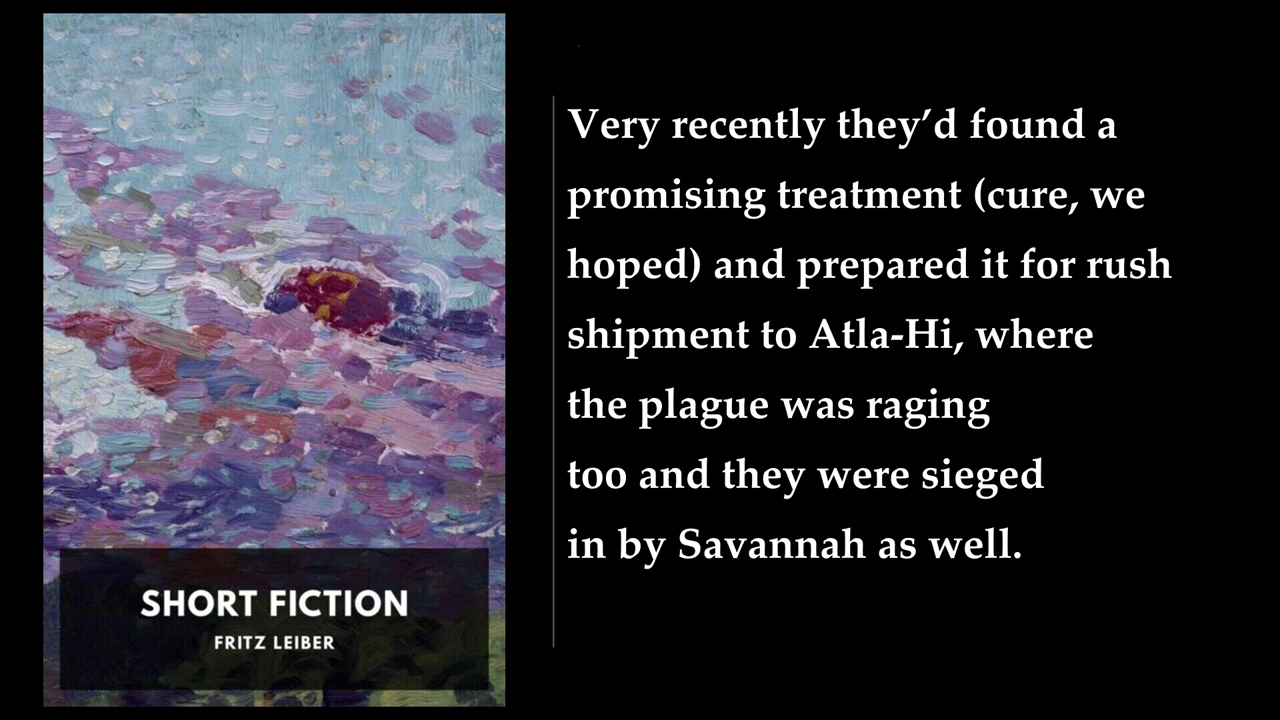 SHORT FICTION
FRITZ LEIBER
Very recently they’d found a
promising treatment (cure, we
hoped) and prepared it for rush
shipment to Atla-Hi, where
the plague was raging
too and they were sieged
in by Savannah as well.